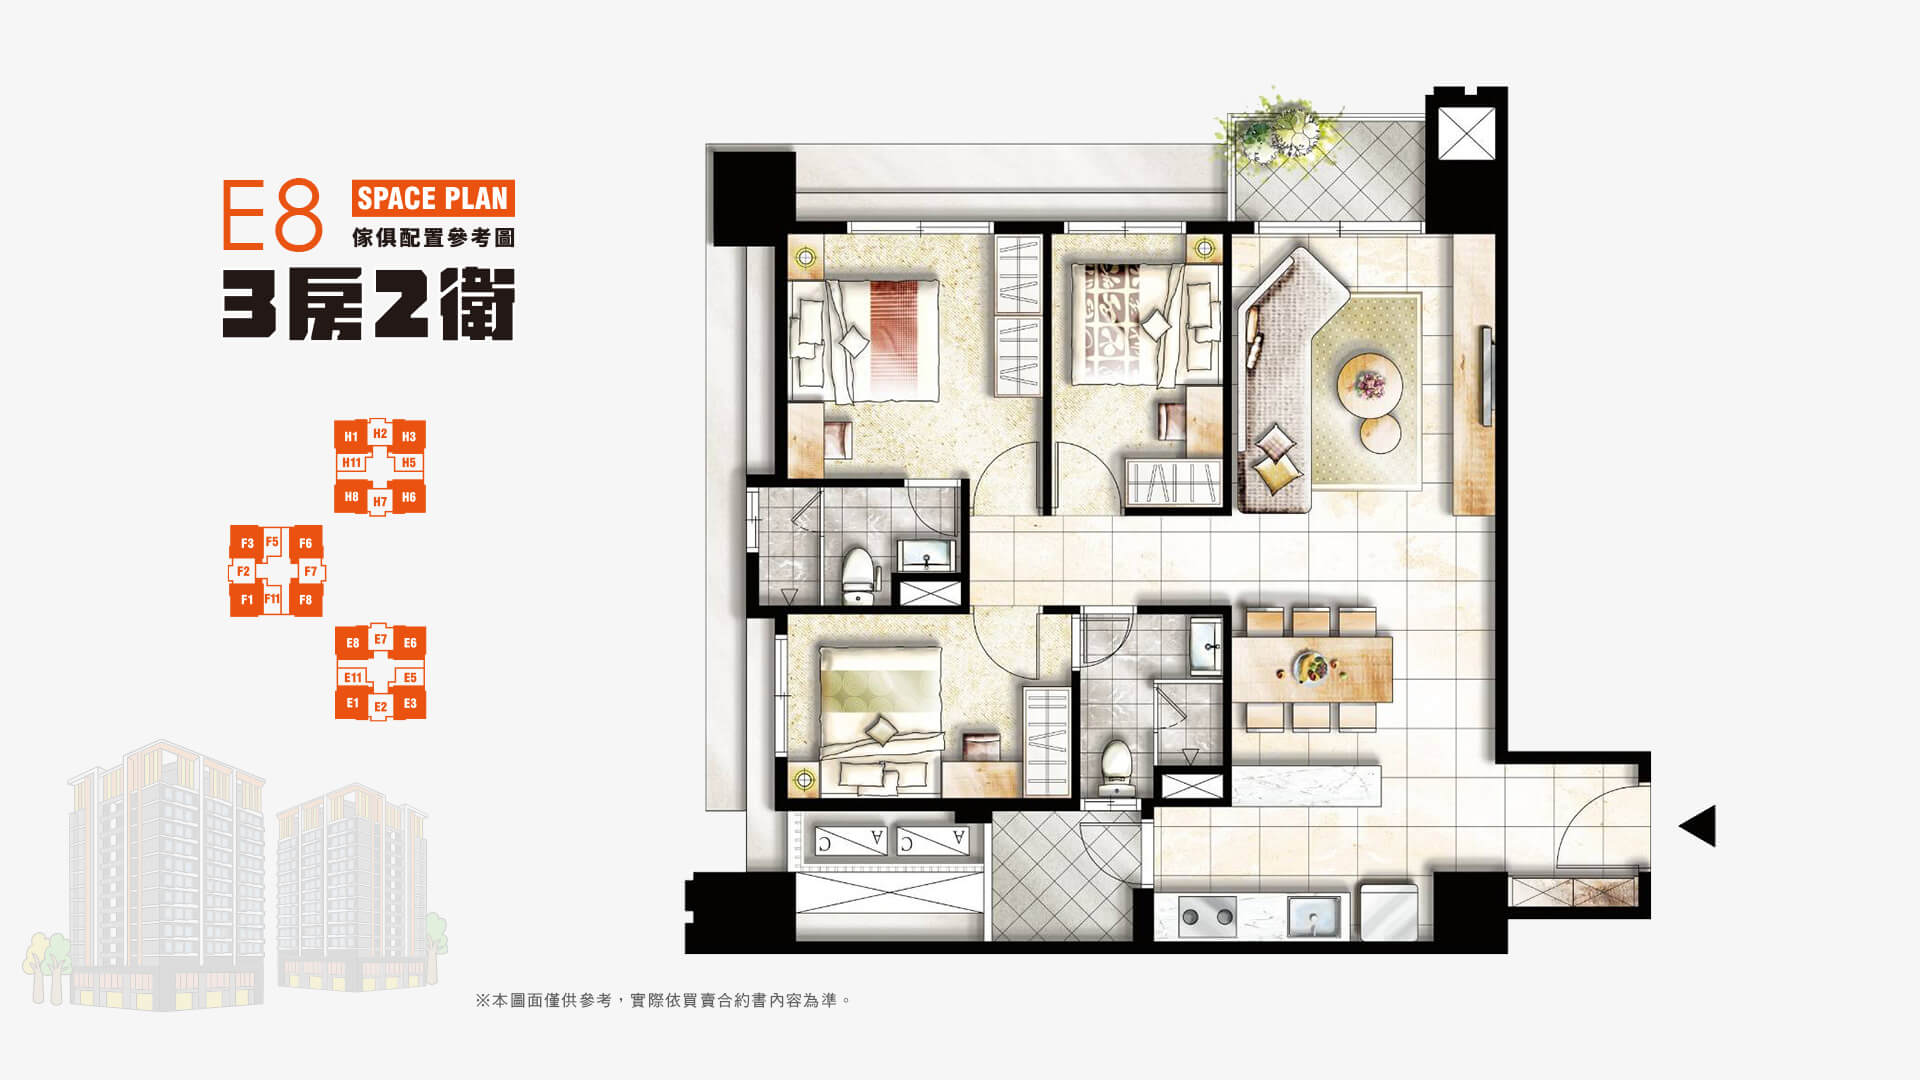 E8
SPACE PLAN
傢俱配置參考圖
3房2衛
H1 H2 H3
H11 H5
H8 H7 H6
F3 F5 F6
F2 F7
F1 F11 F8
E8 E7 E6
E11 E5
E1 E2 E3
A C A C
※本圖面僅供參考，實際依買賣合約書內容為準。